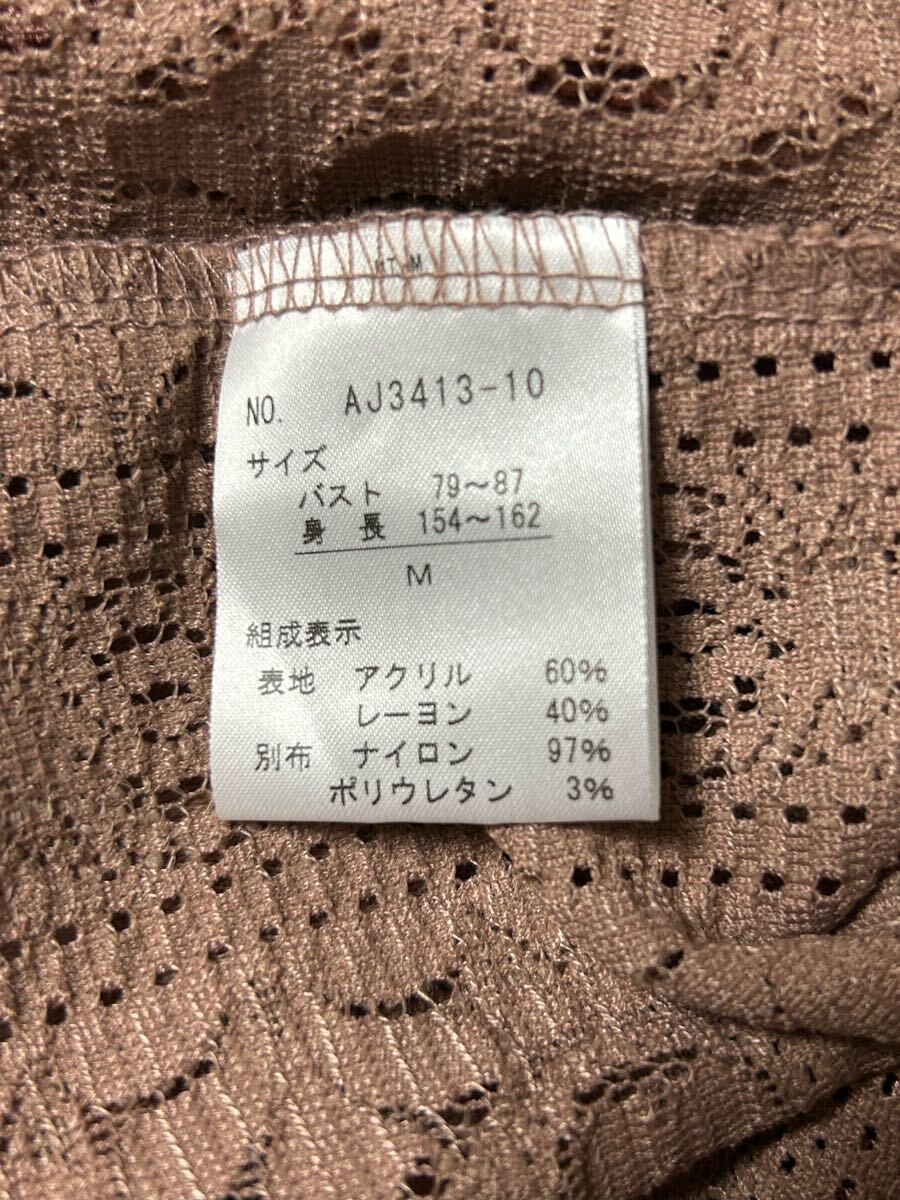 NO. AJ3413-10
サイズ
バスト 79～87
身長 154～162
M
組成表示
表地 アクリル 60%
レーヨン 40%
別布 ナイロン 97%
ポリウレタン 3%